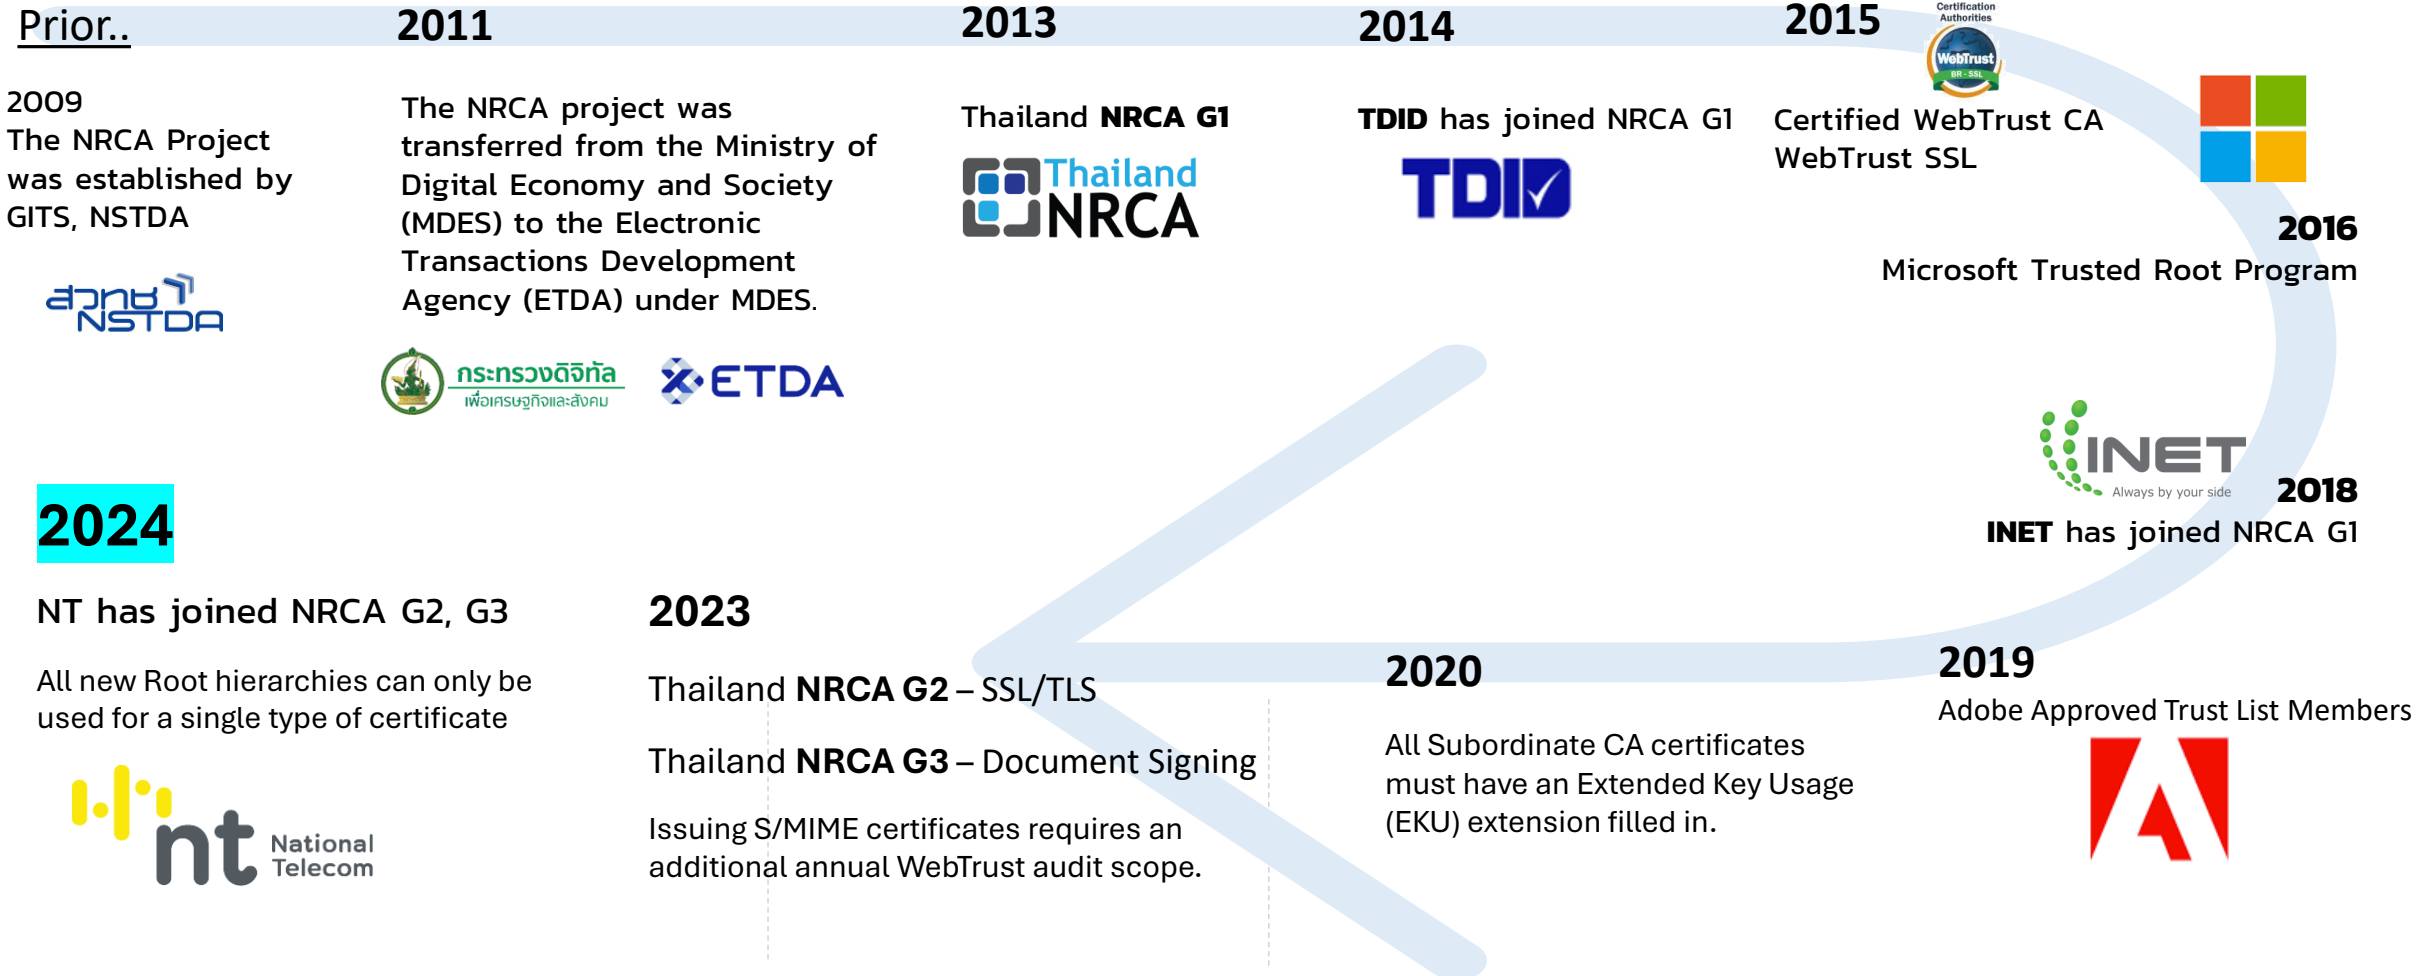 Prior..
2009
The NRCA Project
was established by
GITS, NSTDA
สวทช
NSTDA
2011
The NRCA project was
transferred from the Ministry of
Digital Economy and Society
(MDES) to the Electronic
Transactions Development
Agency (ETDA) under MDES.
กระทรวงดิจิทัล
เพื่อเศรษฐกิจและสังคม
ETDA
2013
Thailand NRCA G1
Thailand
NRCA
2014
TDID has joined NRCA G1
TDID
2015
Certification
Authorities
WebTrust
BR - SSL
Certified WebTrust CA
WebTrust SSL
2016
Microsoft Trusted Root Program
INET
Always by your side
2018
INET has joined NRCA G1
2019
Adobe Approved Trust List Members
2020
All Subordinate CA certificates
must have an Extended Key Usage
(EKU) extension filled in.
2023
Thailand NRCA G2 – SSL/TLS
Thailand NRCA G3 – Document Signing
Issuing S/MIME certificates requires an
additional annual WebTrust audit scope.
2024
NT has joined NRCA G2, G3
All new Root hierarchies can only be
used for a single type of certificate
nt
National
Telecom